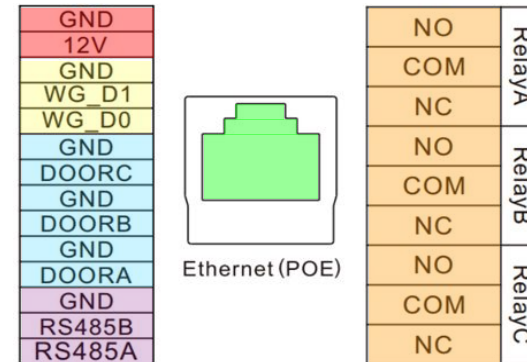 GND
12V
GND
WG_D1
WG_D0
GND
DOORC
GND
DOORB
GND
DOORA
GND
RS485B
RS485A
Ethernet (POE)
NO
COM
NC
RelayA
NO
COM
NC
RelayB
NO
COM
NC
RelayC